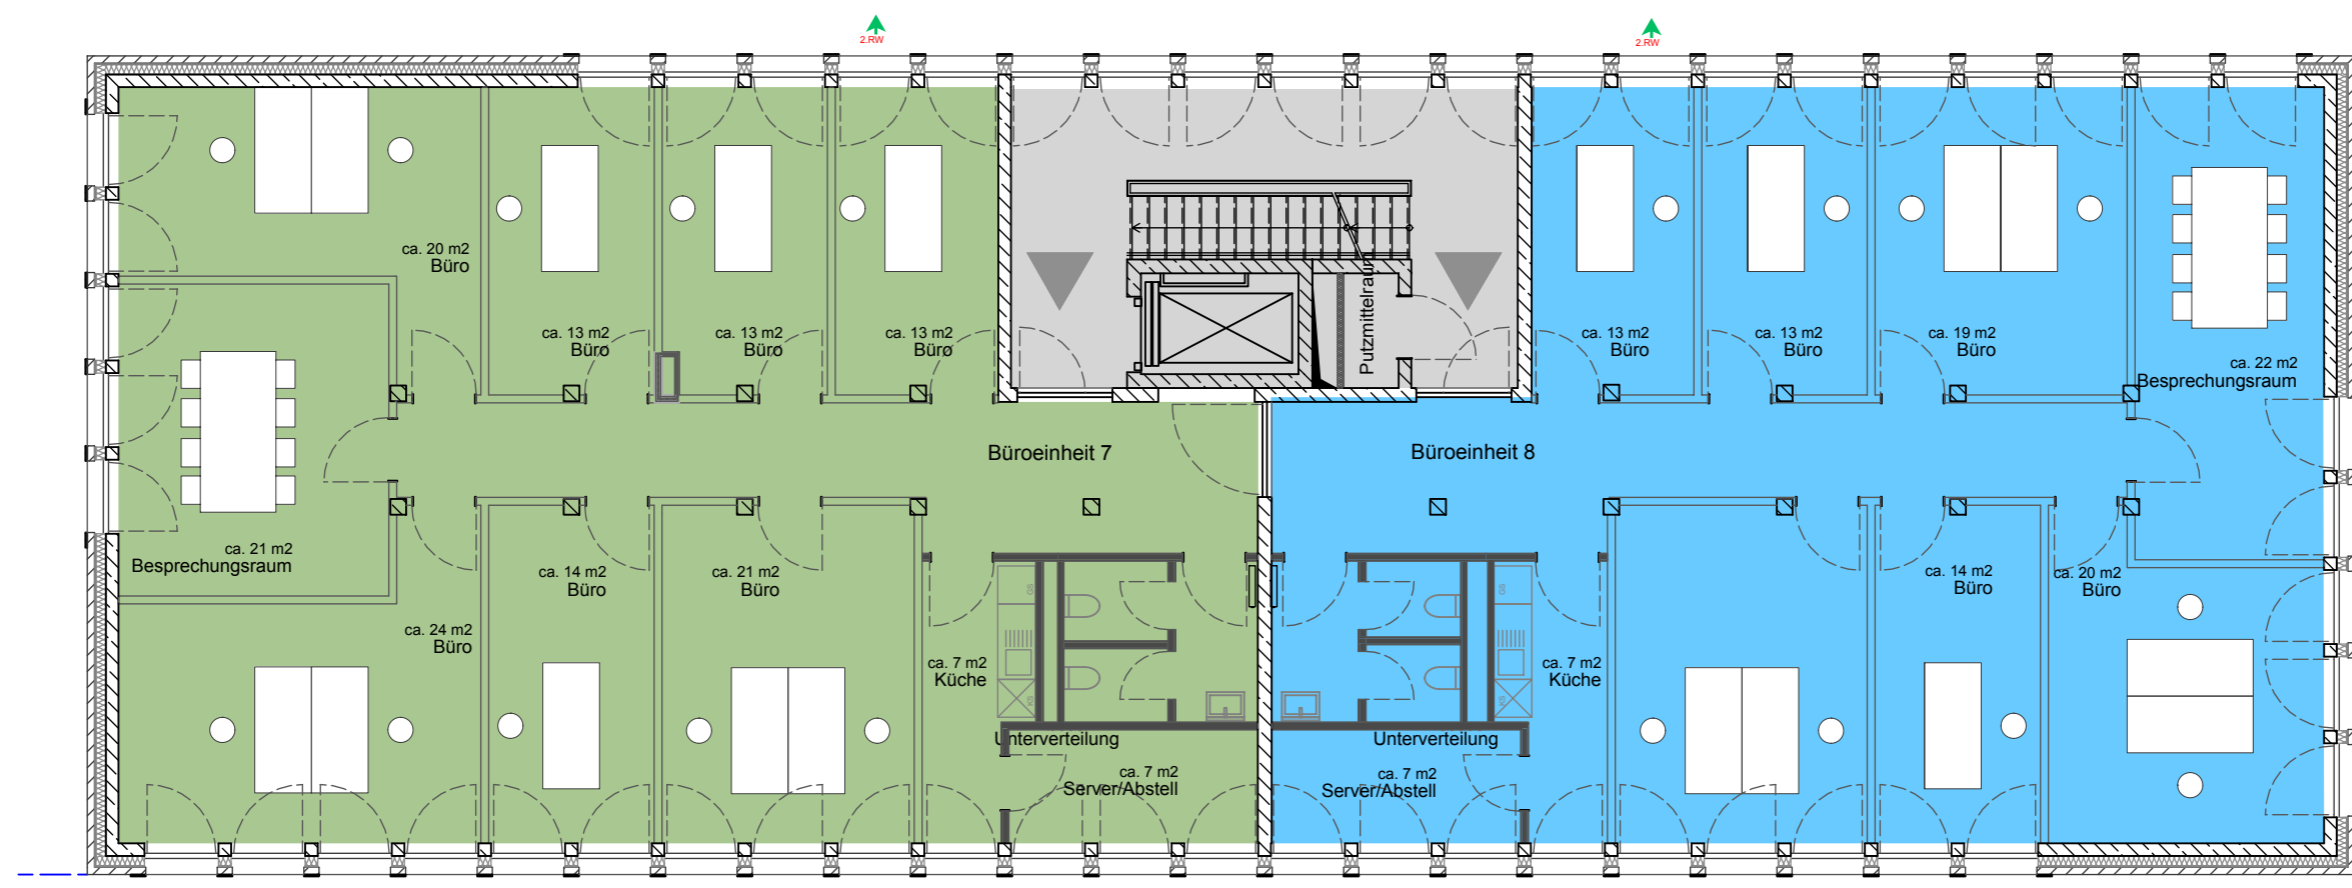 2.RW
2.RW
ca. 20 m2
Büro
ca. 13 m2
Büro
ca. 13 m2
Büro
ca. 13 m2
Büro
Putzmittelraum
ca. 13 m2
Büro
ca. 13 m2
Büro
ca. 19 m2
Büro
ca. 22 m2
Besprechungsraum
Büroeinheit 7
Büroeinheit 8
ca. 21 m2
Besprechungsraum
ca. 24 m2
Büro
ca. 14 m2
Büro
ca. 21 m2
Büro
ca. 7 m2
Küche
GS
KS
GS
KS
ca. 7 m2
Küche
ca. 14 m2
Büro
ca. 20 m2
Büro
Unterverteilung
ca. 7 m2
Server/Abstell
Unterverteilung
ca. 7 m2
Server/Abstell